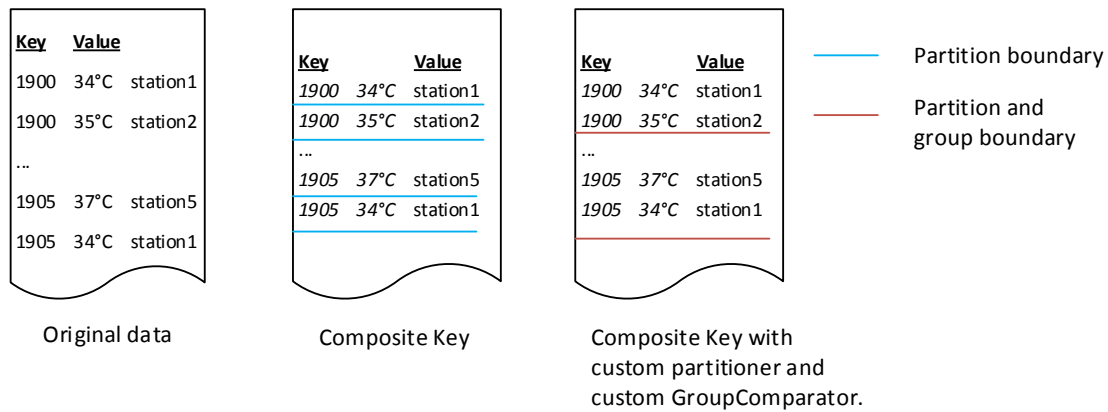 Key Value
1900 34°C station1
1900 35°C station2
...
1905 37°C station5
1905 34°C station1
Original data
Key Value
1900 34°C station1
1900 35°C station2
...
1905 37°C station5
1905 34°C station1
Composite Key
Key Value
1900 34°C station1
1900 35°C station2
...
1905 37°C station5
1905 34°C station1
Composite Key with
custom partitioner and
custom GroupComparator.
Partition boundary
Partition and
group boundary